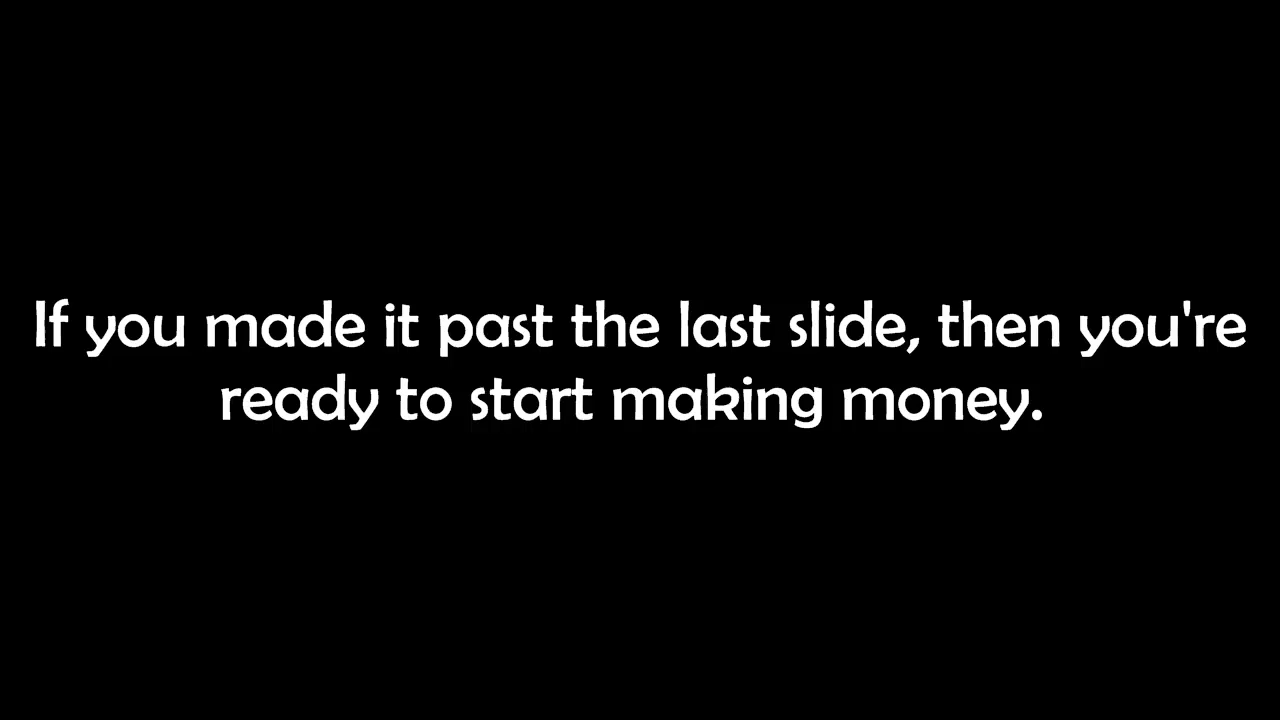 If you made it past the last slide, then you're
ready to start making money.